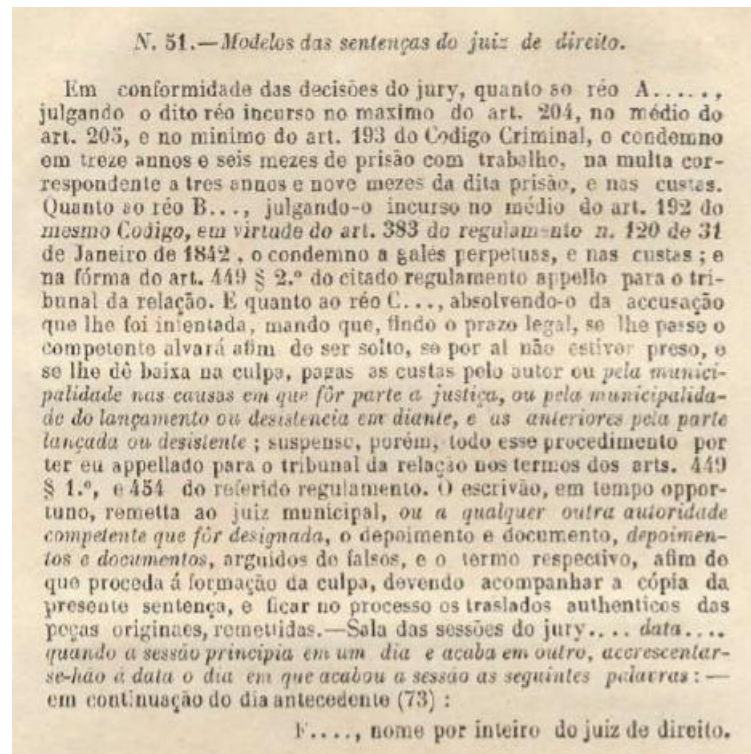 N. 51.—Modelos das sentenças do juiz de direito.
Em conformidade das decisões do jury, quanto ao réo A......,
julgando o dito réo incurso no maximo do art. 204, no médio do
art. 205, e no minimo do art. 193 do Codigo Criminal, o condemno
em treze annos e seis mezes de prisão com trabalho, na multa cor-
respondente a tres annos e nove mezes da dita prisão, e nas custas.
Quanto ao réo B..., julgando-o incurso no médio do art. 192 do
mesmo Codigo, em virtude do art. 383 do regulamento n. 120 de 31
de Janeiro de 1842 , o condemno a galés perpetuas, e nas custas ; e
na fórma do art. 449 § 2.º do citado regulamento appello para o tri-
bunal da relação. E quanto ao réo C..., absolvendo-o da accusação
que lhe foi intentada, mando que, findo o prazo legal, se lhe passe o
competente alvará afim de ser solto, se por al não estiver preso, e
se lhe dê baixa na culpa, pagas as custas pelo autor ou pela munici-
palidade nas causas em que fôr parte a justiça, ou pela municipalida-
de do lançamento ou desistencia em diante, e as anteriores pela parte
lançada ou desistente ; suspenso, porém, todo esse procedimento por
ter eu appellado para o tribunal da relação nos termos dos arts. 449
§ 1.º, e 454 do referido regulamento. O escrivão, em tempo oppor-
tuno, remetta ao juiz municipal, ou a qualquer outra autoridade
competente que fôr designada, o depoimento e documento, depoimen-
tos e documentos, arguidos de falsos, e o termo respectivo, afim de
que proceda á formação da culpa, devendo acompanhar a cópia da
presente sentença, e ficar no processo os traslados authenticos das
peças originaes, remettidas.—Sala das sessões do jury.... data....
quando a sessão principia em um dia e acaba em outro, accrescentar-
se-hão á data o dia em que acabou a sessão as seguintes palavras : —
em continuação do dia antecedente (73) :
F...., nome por inteiro do juiz de direito.